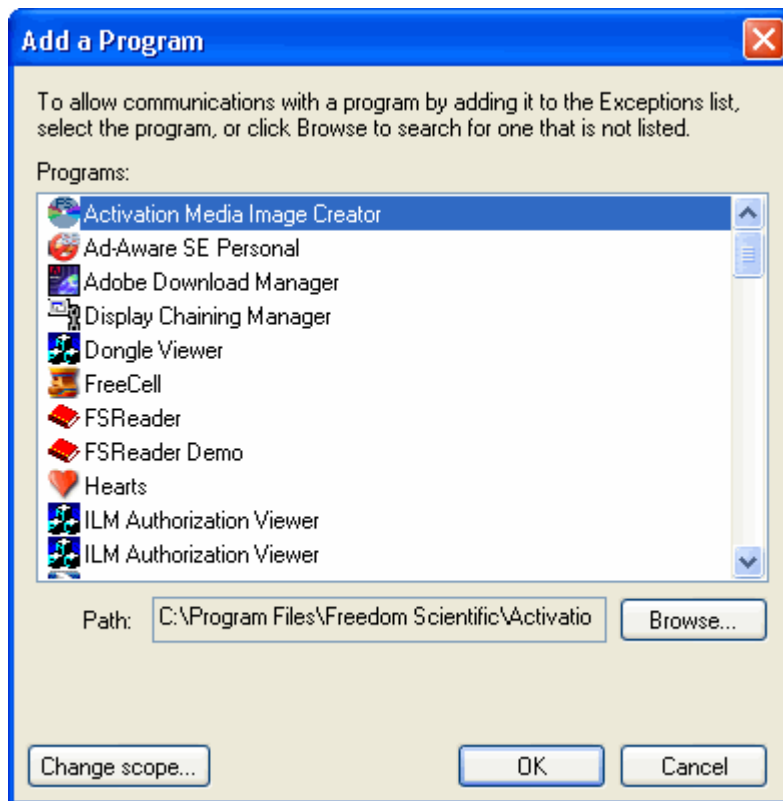 Add a Program
To allow communications with a program by adding it to the Exceptions list,
select the program, or click Browse to search for one that is not listed.
Programs:
Activation Media Image Creator
Ad-Aware SE Personal
Adobe Download Manager
Display Chaining Manager
Dongle Viewer
FreeCell
FSReader
FSReader Demo
Hearts
ILM Authorization Viewer
ILM Authorization Viewer
Path: C:\Program Files\Freedom Scientific\Activatio Browse...
Change scope... OK Cancel